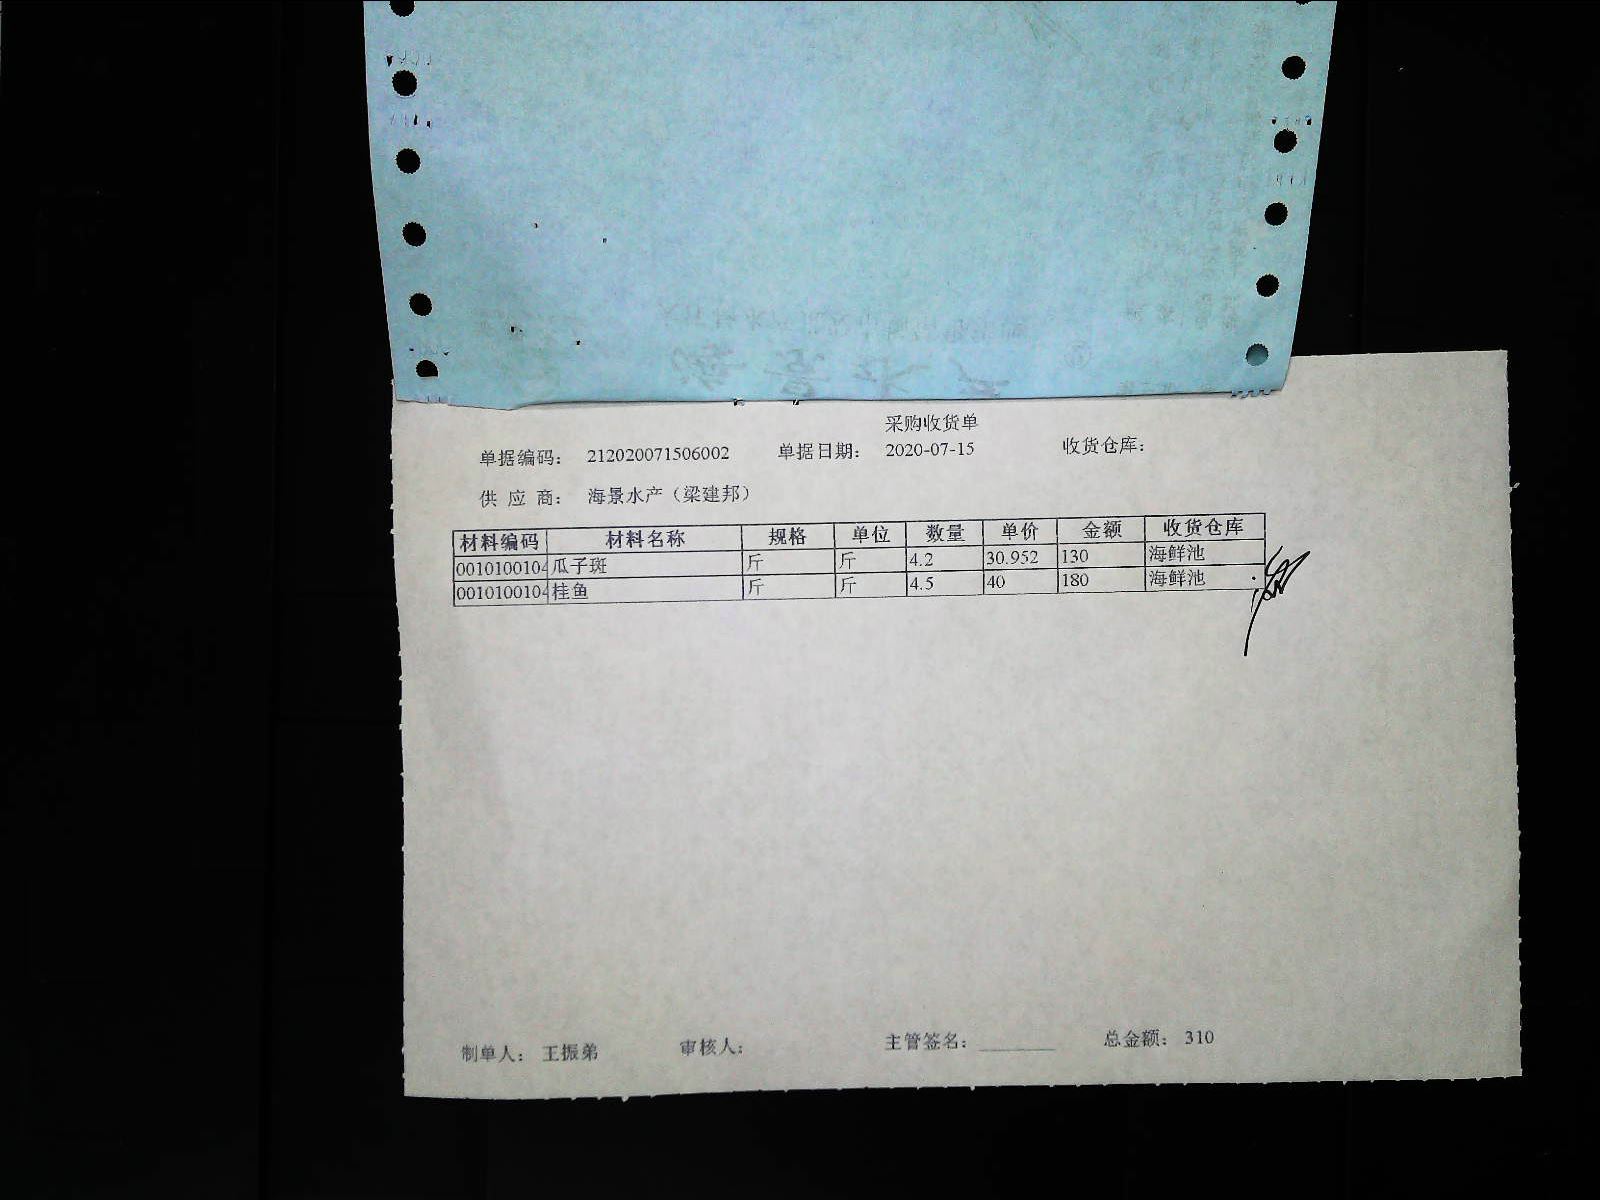 采购收货单
单据编码： 212020071506002 单据日期： 2020-07-15 收货仓库：
供 应 商： 海景水产（梁建邦）
材料编码 材料名称 规格 单位 数量 单价 金额 收货仓库
0010100104 瓜子斑 斤 斤 4.2 30.952 130 海鲜池
0010100104 桂鱼 斤 斤 4.5 40 180 海鲜池
制单人： 王振弟 审核人： 主管签名： 总金额： 310